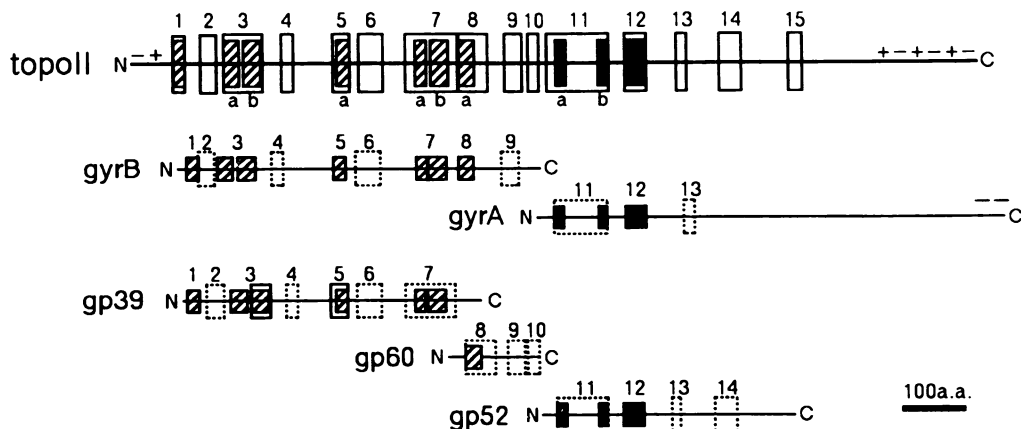 1 2 3 4 5 6 7 8 9 10 11 12 13 14 15
topoII N − + + − + − + − C
a b a a b a a b
1 2 3 4 5 6 7 8 9
gyrB N C
11 12 13 − −
gyrA N C
1 2 3 4 5 6 7
gp39 N C
8 9 10
gp60 N C
11 12 13 14
gp52 N C
100a.a.